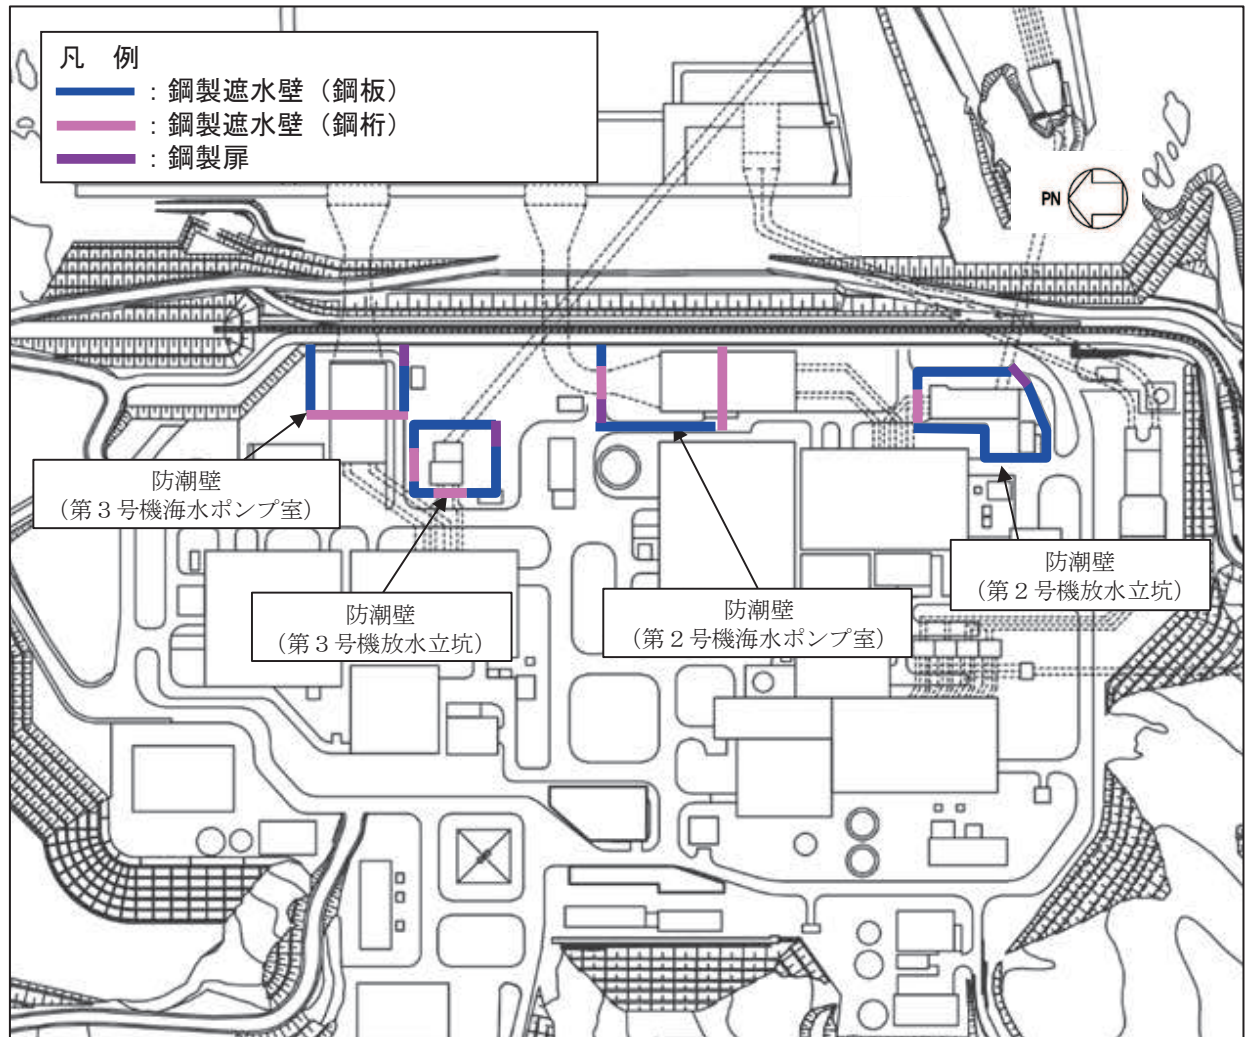 凡　例
：鋼製遮水壁（鋼板）
：鋼製遮水壁（鋼桁）
：鋼製扉
PN
防潮壁
（第３号機海水ポンプ室）
防潮壁
（第３号機放水立坑）
防潮壁
（第２号機海水ポンプ室）
防潮壁
（第２号機放水立坑）